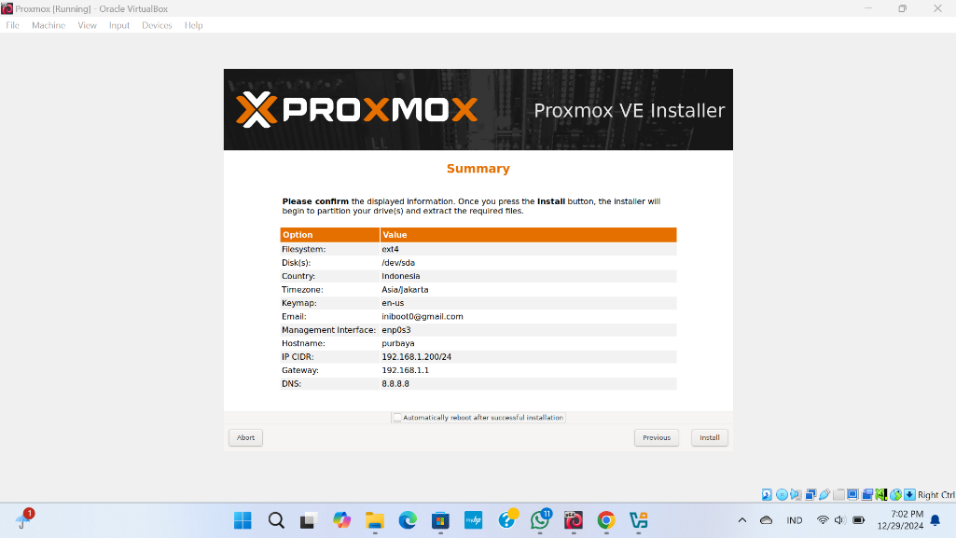 Proxmox [Running] - Oracle VirtualBox
File Machine View Input Devices Help
PROXMOX
Proxmox VE Installer
Summary
Please confirm the displayed information. Once you press the Install button, the installer will
begin to partition your drive(s) and extract the required files.
Option Value
Filesystem: ext4
Disk(s): /dev/sda
Country: Indonesia
Timezone: Asia/Jakarta
Keymap: en-us
Email: iniboot0@gmail.com
Management Interface: enp0s3
Hostname: purbaya
IP CIDR: 192.168.1.200/24
Gateway: 192.168.1.1
DNS: 8.8.8.8
Automatically reboot after successful installation
Abort Previous Install
Right Ctrl
1
11
IND
7:02 PM
12/29/2024